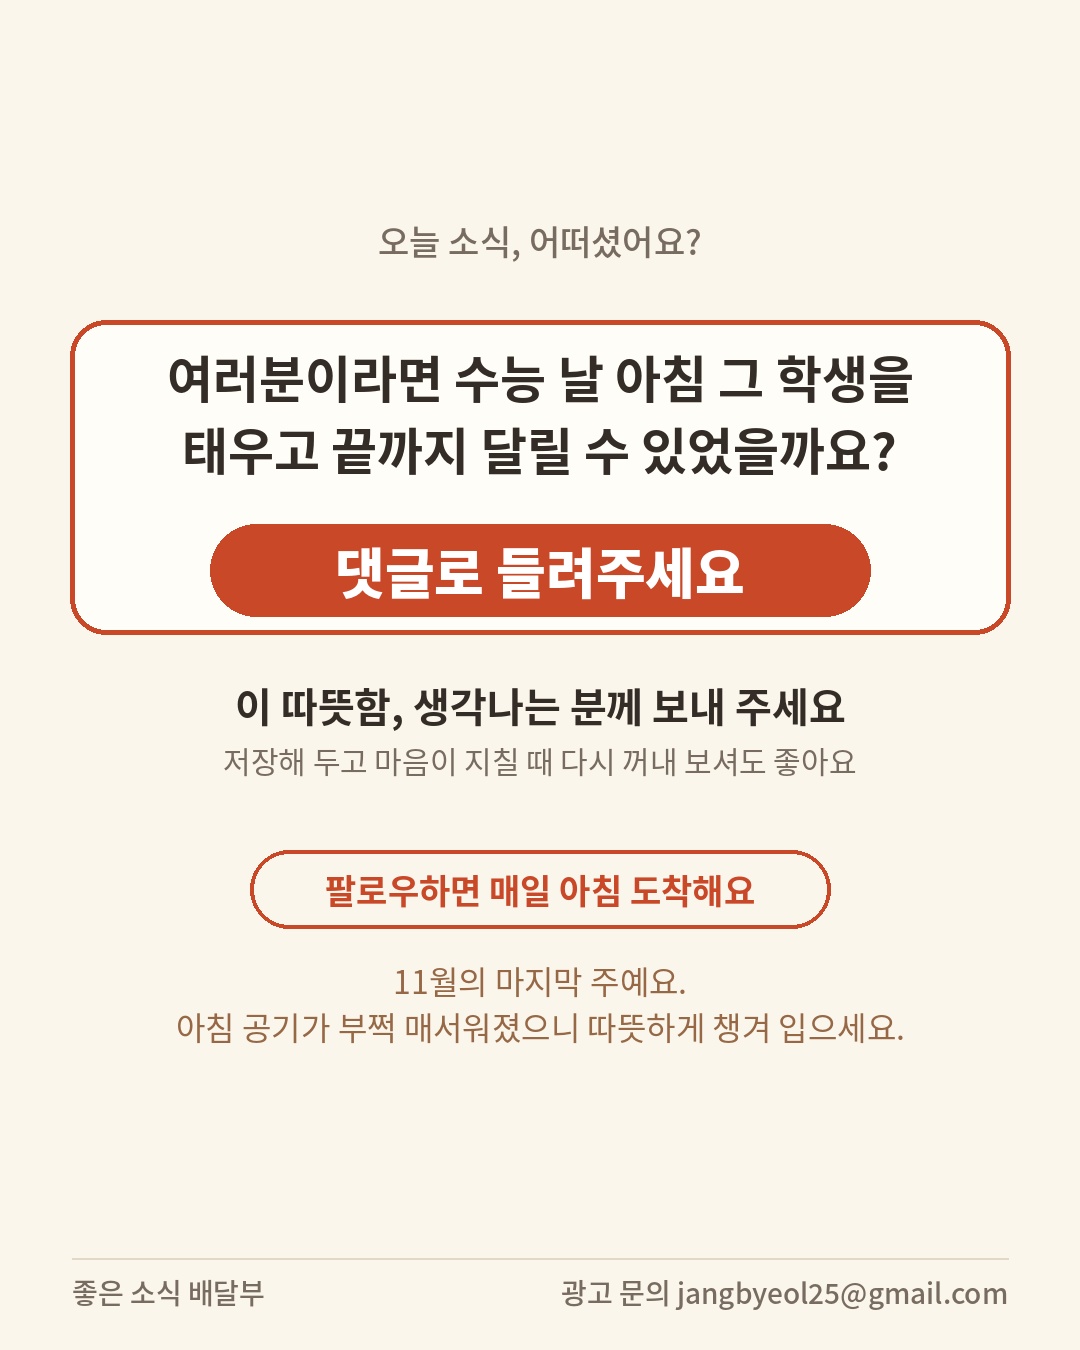 오늘 소식, 어떠셨어요?
여러분이라면 수능 날 아침 그 학생을
태우고 끝까지 달릴 수 있었을까요?
댓글로 들려주세요
이 따뜻함, 생각나는 분께 보내 주세요
저장해 두고 마음이 지칠 때 다시 꺼내 보셔도 좋아요
팔로우하면 매일 아침 도착해요
11월의 마지막 주예요.
아침 공기가 부쩍 매서워졌으니 따뜻하게 챙겨 입으세요.
좋은 소식 배달부
광고 문의 jangbyeol25@gmail.com